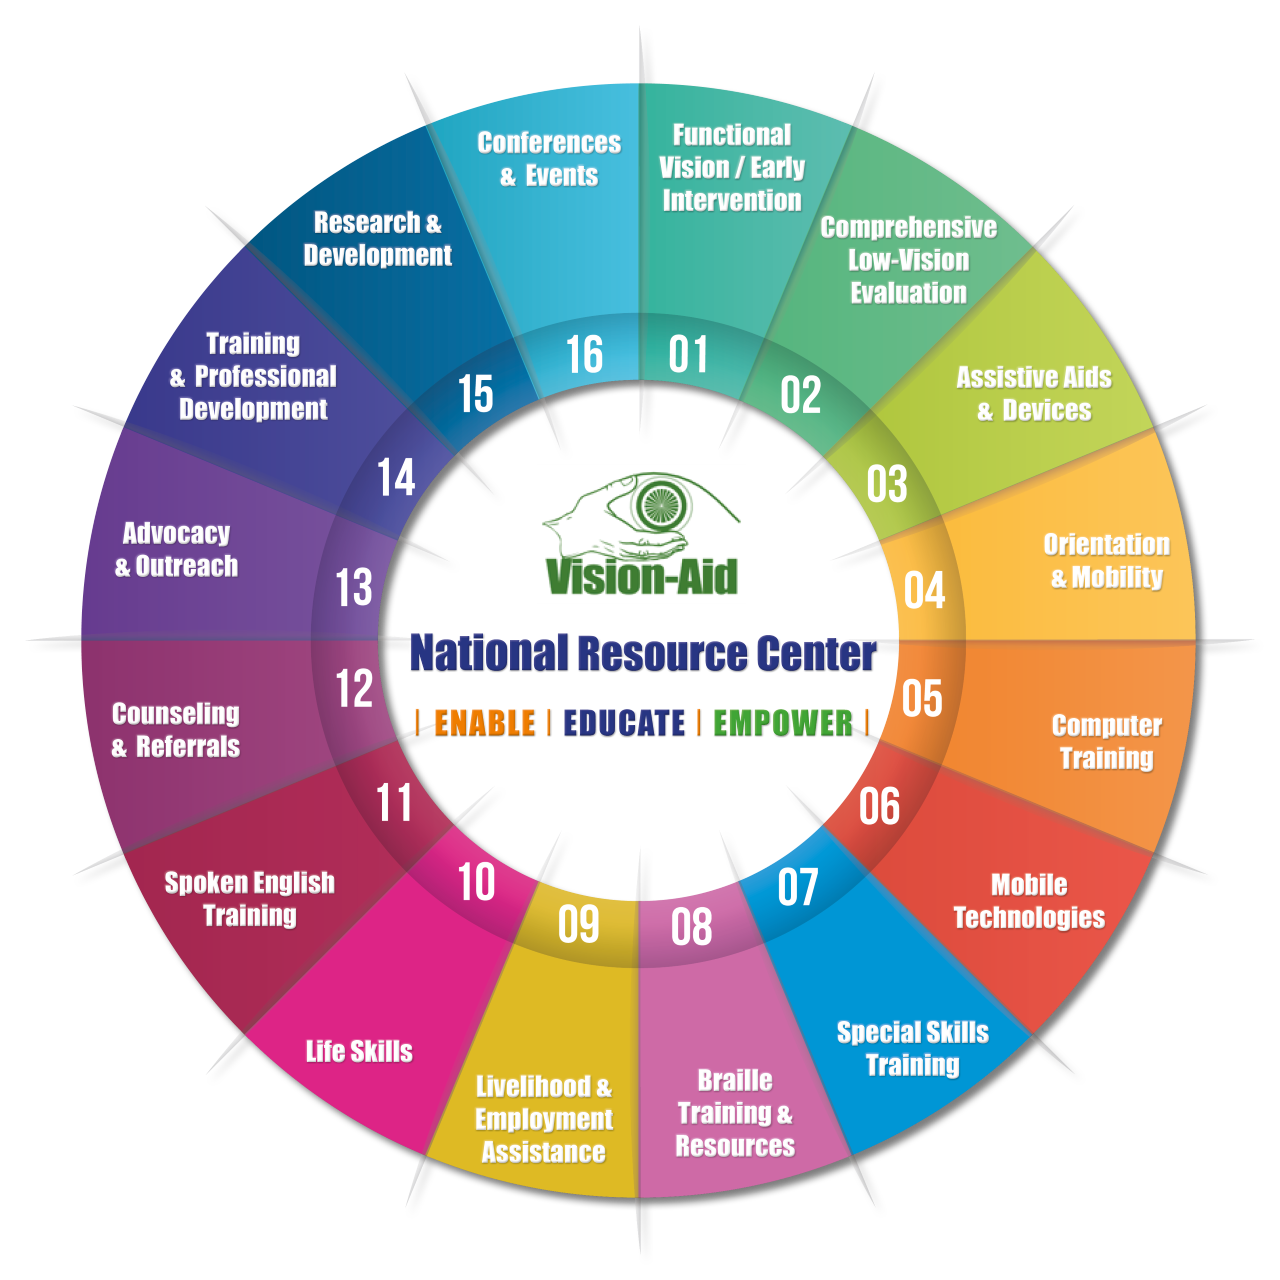 Vision-Aid
National Resource Center
| ENABLE | EDUCATE | EMPOWER |
01
Functional
Vision / Early
Intervention
02
Comprehensive
Low-Vision
Evaluation
03
Assistive Aids
& Devices
04
Orientation
& Mobility
05
Computer
Training
06
Mobile
Technologies
07
Special Skills
Training
08
Braille
Training &
Resources
09
Livelihood &
Employment
Assistance
10
Life Skills
11
Spoken English
Training
12
Counseling
& Referrals
13
Advocacy
& Outreach
14
Training
& Professional
Development
15
Research &
Development
16
Conferences
& Events